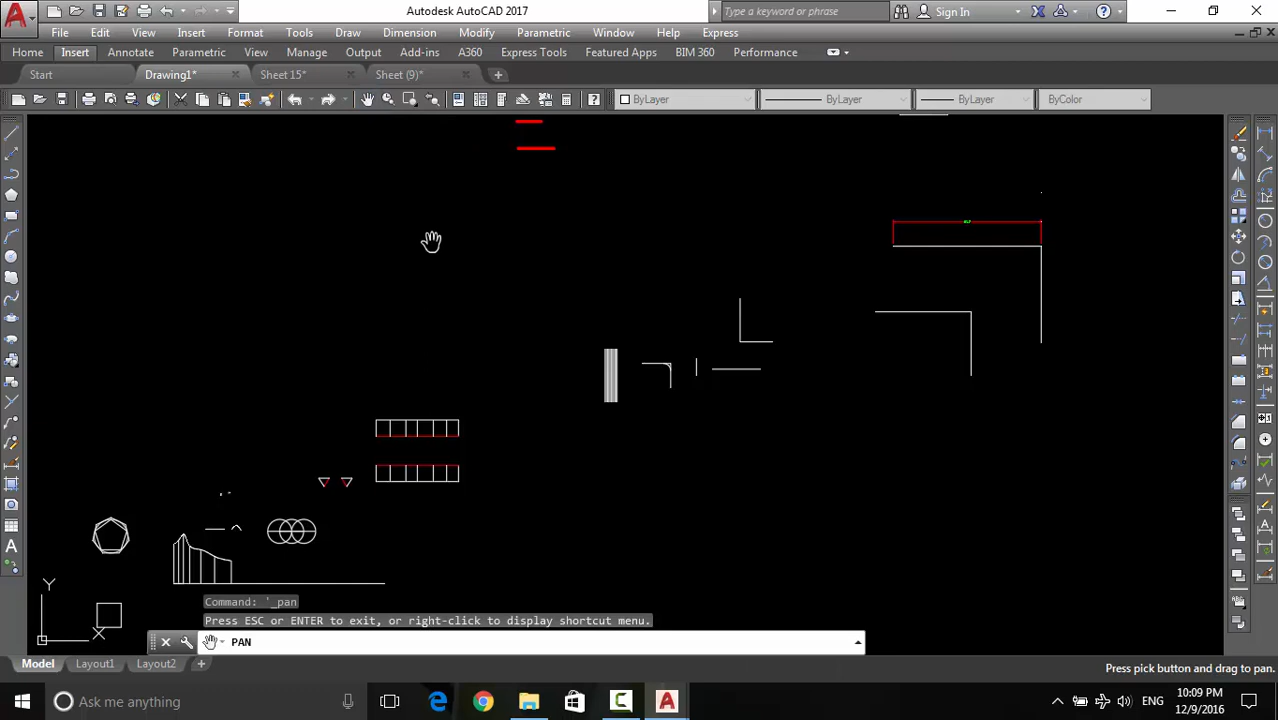 Autodesk AutoCAD 2017
Type a keyword or phrase
Sign In
File Edit View Insert Format Tools Draw Dimension Modify Parametric Window Help Express
Home Insert Annotate Parametric View Manage Output Add-ins A360 Express Tools Featured Apps BIM 360 Performance
Start Drawing1* Sheet 15* Sheet (9)*
ByLayer ByLayer ByLayer ByColor
Y
X
Command: '_pan
Press ESC or ENTER to exit, or right-click to display shortcut menu.
PAN
Model Layout1 Layout2
Press pick button and drag to pan.
Ask me anything
ENG
10:09 PM
12/9/2016